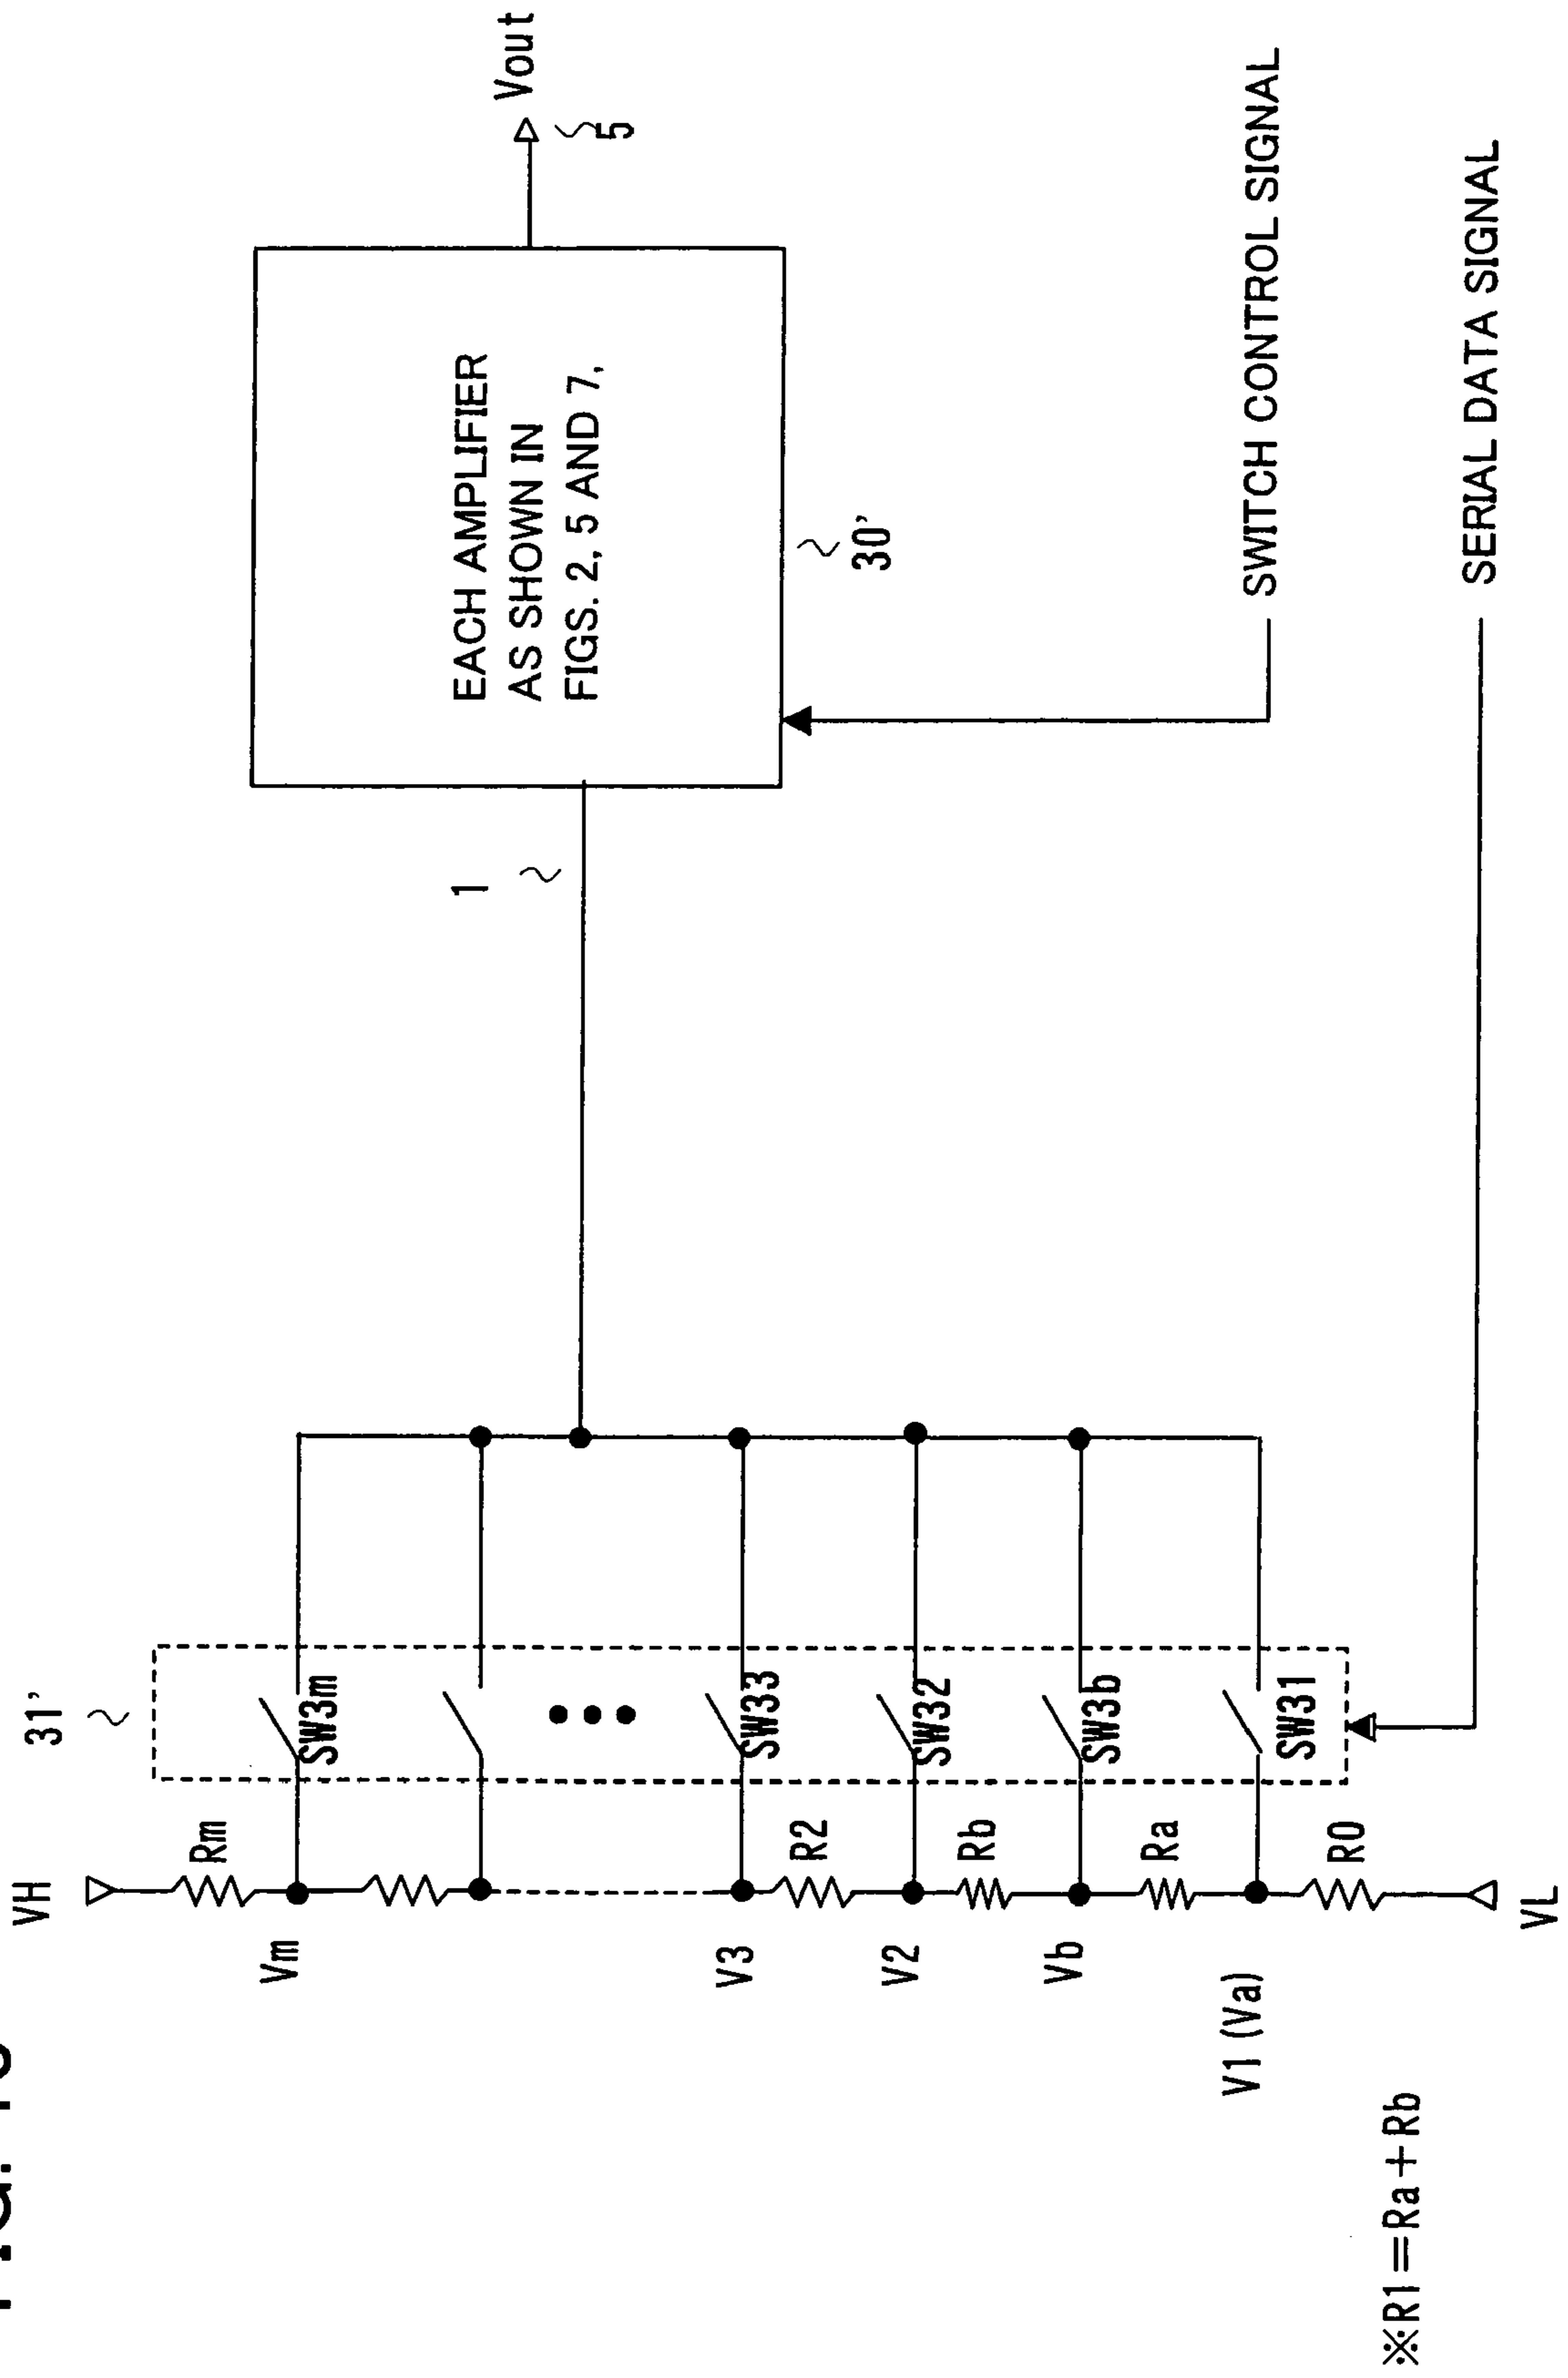 VH
31'
Rm
Vm
SW3m
1
EACH AMPLIFIER
AS SHOWN IN
FIGS. 2, 5 AND 7,
Vout
5
V3
SW33
R2
30'
V2
SW32
Rb
Vb
SW3b
Ra
V1 (Va)
SW31
SWITCH CONTROL SIGNAL
R0
※R1=Ra+Rb
SERIAL DATA SIGNAL
VL